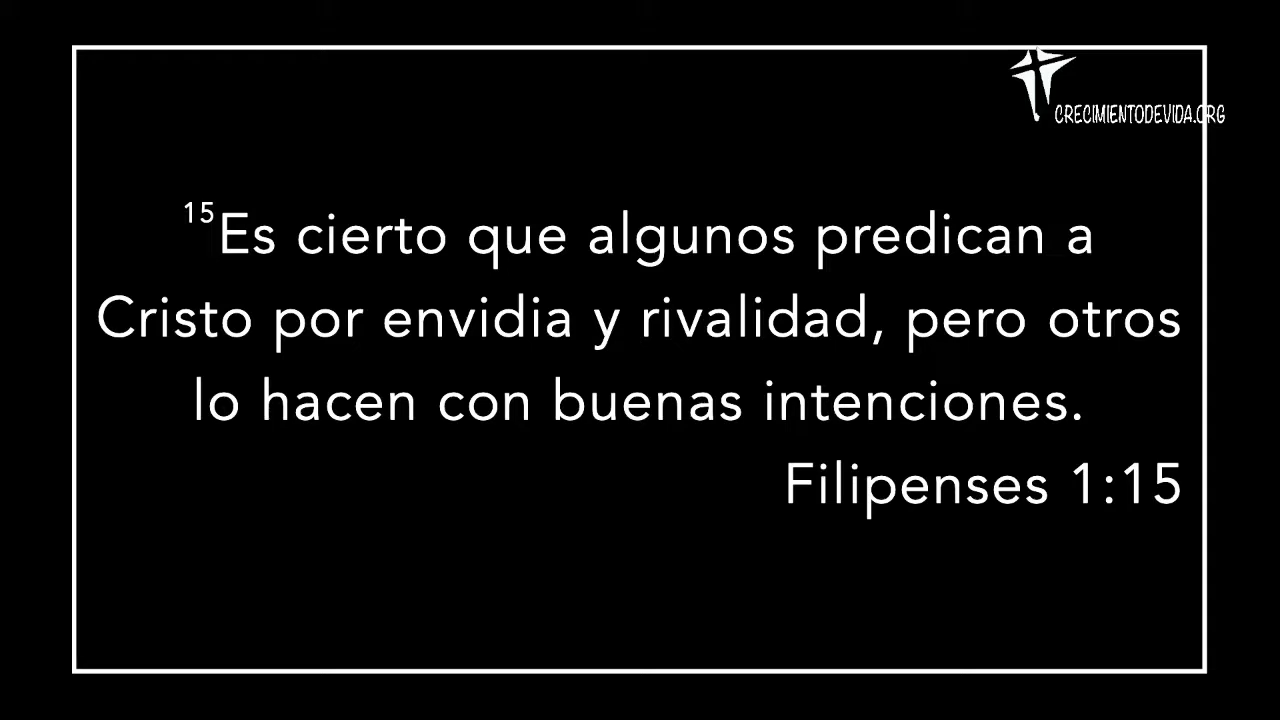 CRECIMIENTODEVIDA.ORG
15Es cierto que algunos predican a
Cristo por envidia y rivalidad, pero otros
lo hacen con buenas intenciones.
Filipenses 1:15